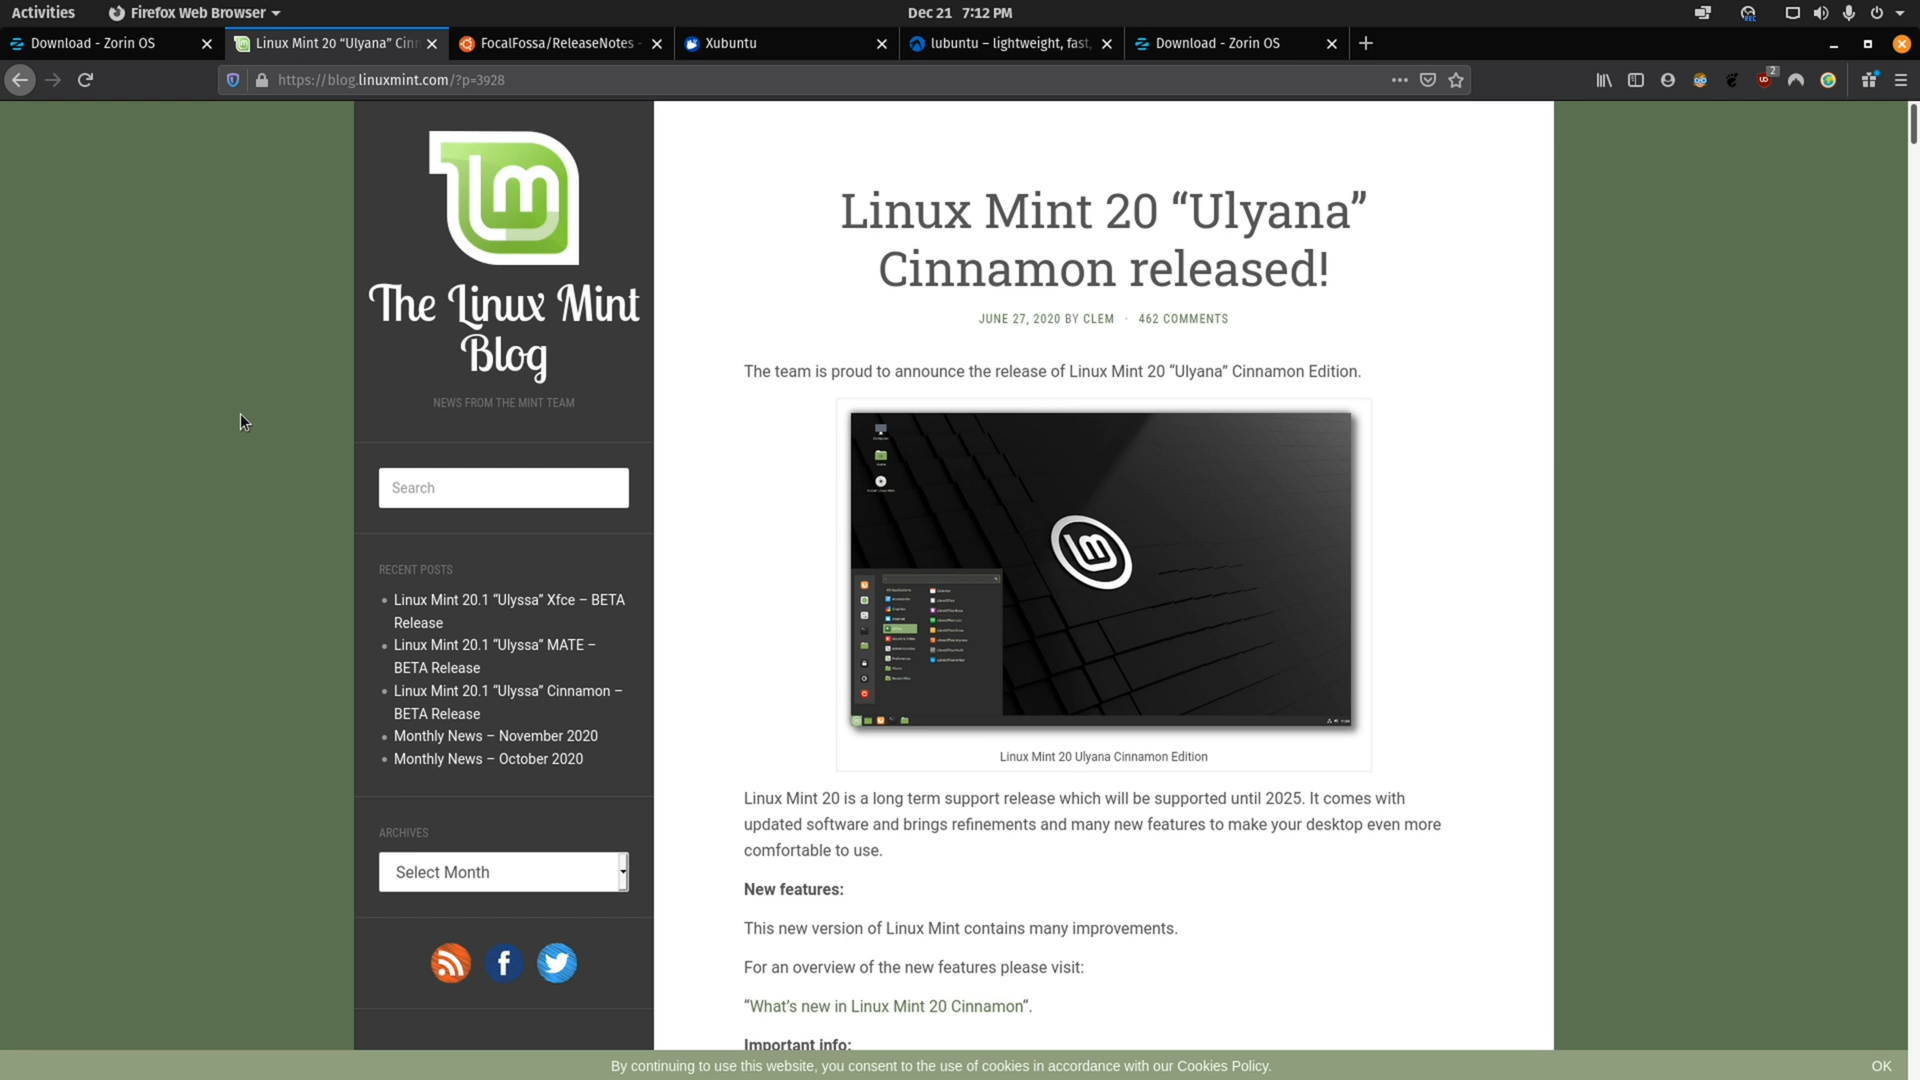 Activities
Firefox Web Browser
Dec 21 7:12 PM
Download - Zorin OS
Linux Mint 20 “Ulyana” Cinn
FocalFossa/ReleaseNotes -
Xubuntu
lubuntu – lightweight, fast,
Download - Zorin OS
https://blog.linuxmint.com/?p=3928
2
The Linux Mint
Blog
NEWS FROM THE MINT TEAM
Search
RECENT POSTS
Linux Mint 20.1 “Ulyssa” Xfce – BETA
Release
Linux Mint 20.1 “Ulyssa” MATE –
BETA Release
Linux Mint 20.1 “Ulyssa” Cinnamon –
BETA Release
Monthly News – November 2020
Monthly News – October 2020
ARCHIVES
Select Month
Linux Mint 20 “Ulyana”
Cinnamon released!
JUNE 27, 2020 BY CLEM · 462 COMMENTS
The team is proud to announce the release of Linux Mint 20 “Ulyana” Cinnamon Edition.
Linux Mint 20 Ulyana Cinnamon Edition
Linux Mint 20 is a long term support release which will be supported until 2025. It comes with
updated software and brings refinements and many new features to make your desktop even more
comfortable to use.
New features:
This new version of Linux Mint contains many improvements.
For an overview of the new features please visit:
“What’s new in Linux Mint 20 Cinnamon“.
Important info:
By continuing to use this website, you consent to the use of cookies in accordance with our Cookies Policy.
OK